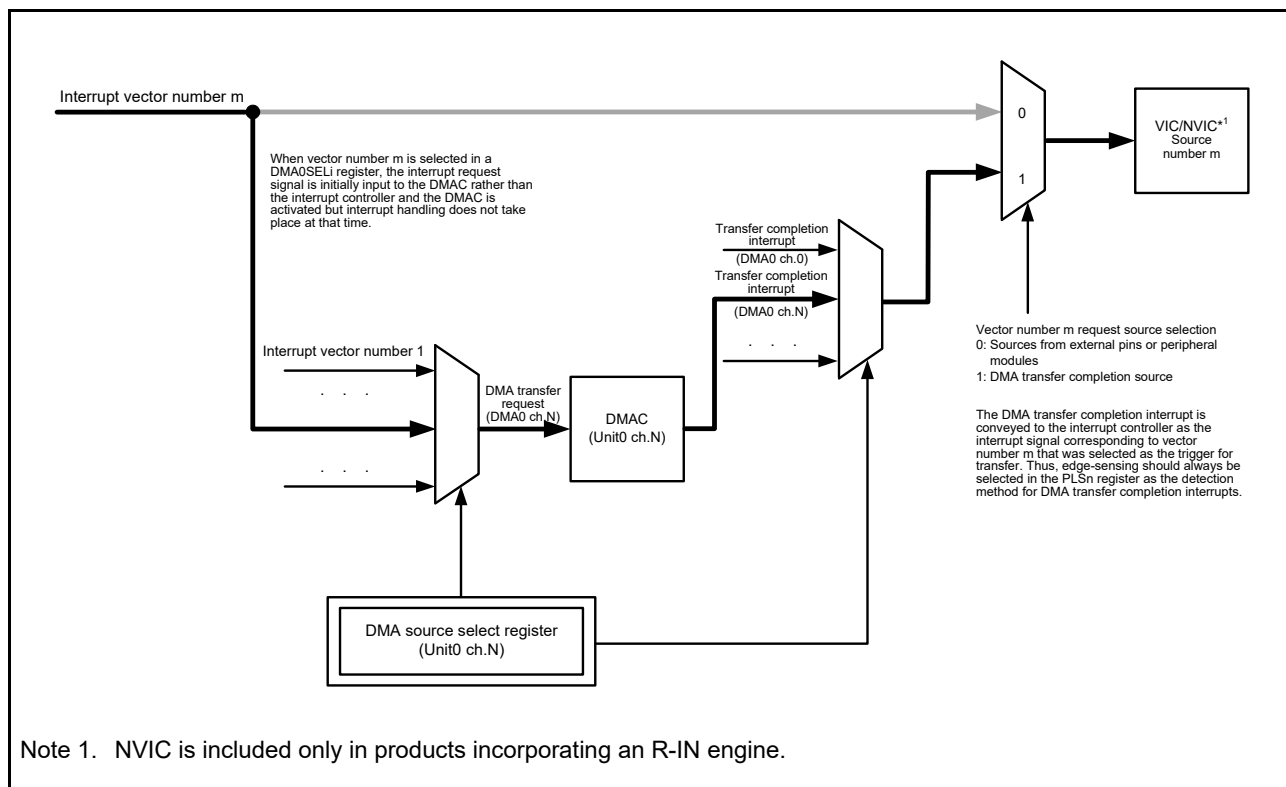 Interrupt vector number m
When vector number m is selected in a
DMA0SELi register, the interrupt request
signal is initially input to the DMAC rather than
the interrupt controller and the DMAC is
activated but interrupt handling does not take
place at that time.
0
1
VIC/NVIC*1
Source
number m
Transfer completion
interrupt
(DMA0 ch.0)
Transfer completion
interrupt
(DMA0 ch.N)
. . .
Vector number m request source selection
0: Sources from external pins or peripheral
modules
1: DMA transfer completion source
The DMA transfer completion interrupt is
conveyed to the interrupt controller as the
interrupt signal corresponding to vector
number m that was selected as the trigger for
transfer. Thus, edge-sensing should always be
selected in the PLSn register as the detection
method for DMA transfer completion interrupts.
Interrupt vector number 1
. . .
. . .
DMA transfer
request
(DMA0 ch.N)
DMAC
(Unit0 ch.N)
DMA source select register
(Unit0 ch.N)
Note 1. NVIC is included only in products incorporating an R-IN engine.